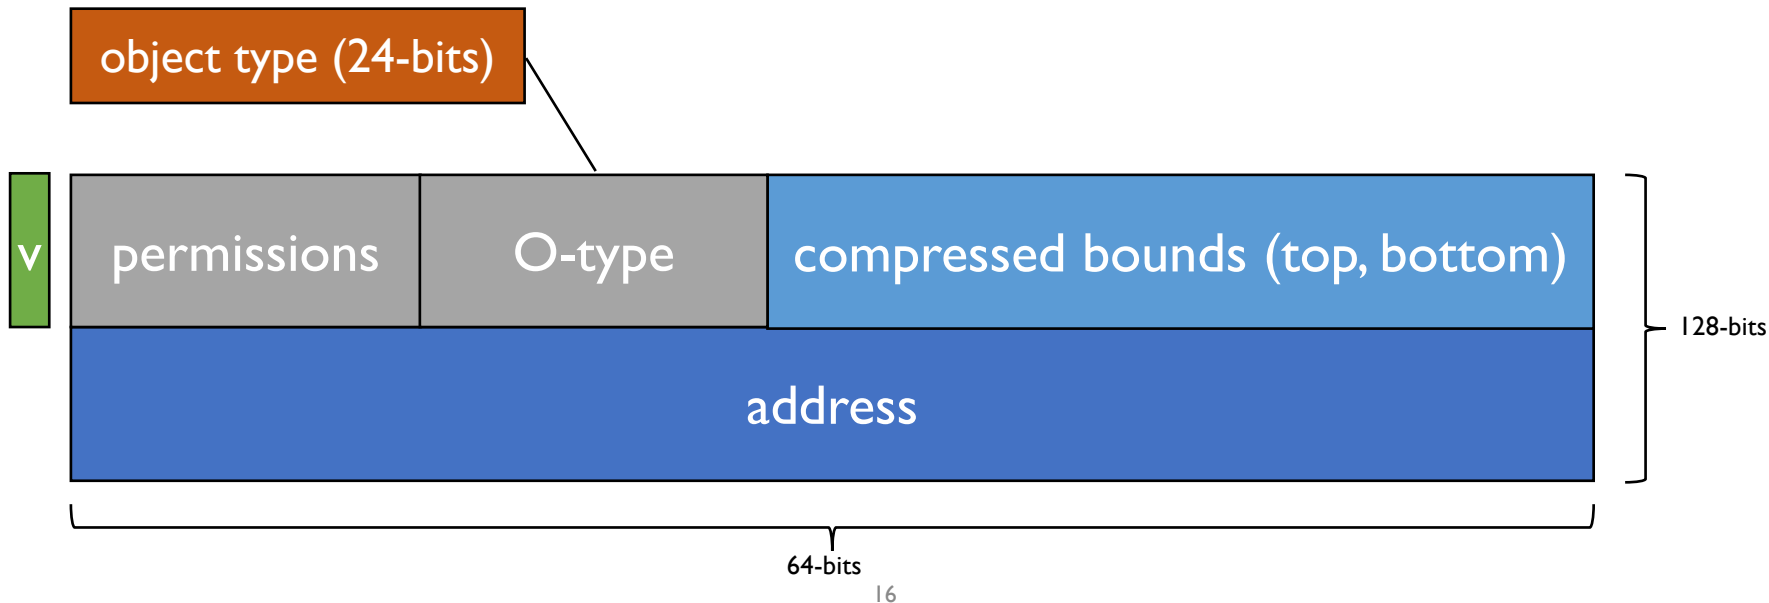 object type (24-bits)
v
permissions
O-type
compressed bounds (top, bottom)
128-bits
address
64-bits
16